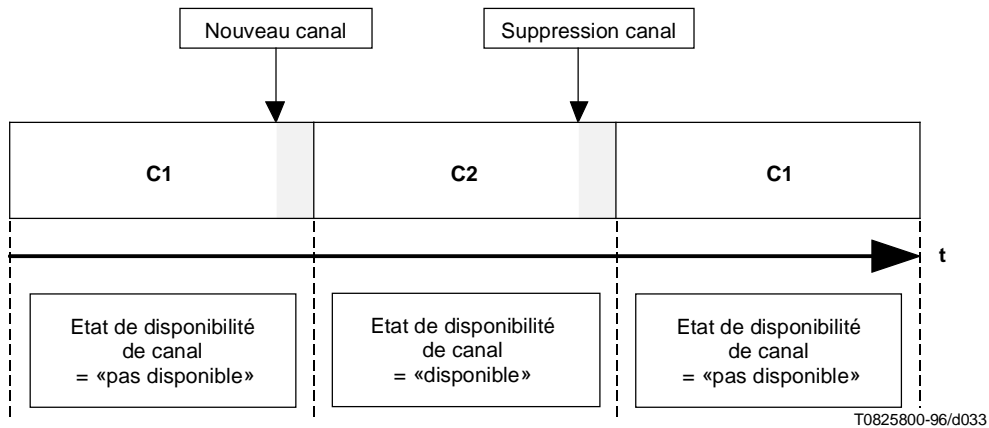 Nouveau canal
Suppression canal
C1
C2
C1
t
Etat de disponibilité
de canal
= «pas disponible»
Etat de disponibilité
de canal
= «disponible»
Etat de disponibilité
de canal
= «pas disponible»
T0825800-96/d033